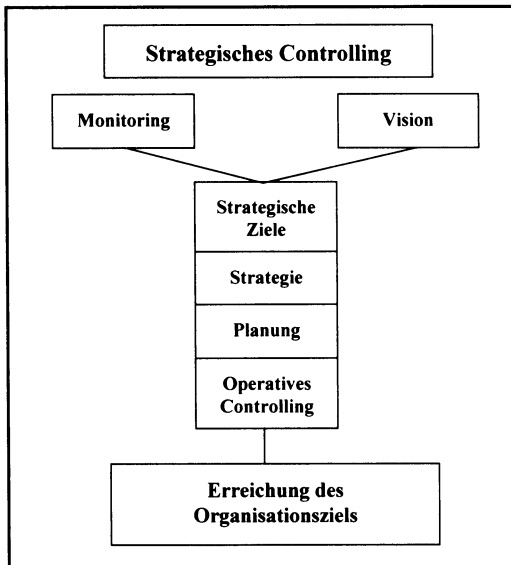 Strategisches Controlling
Monitoring
Vision
Strategische
Ziele
Strategie
Planung
Operatives
Controlling
Erreichung des
Organisationsziels